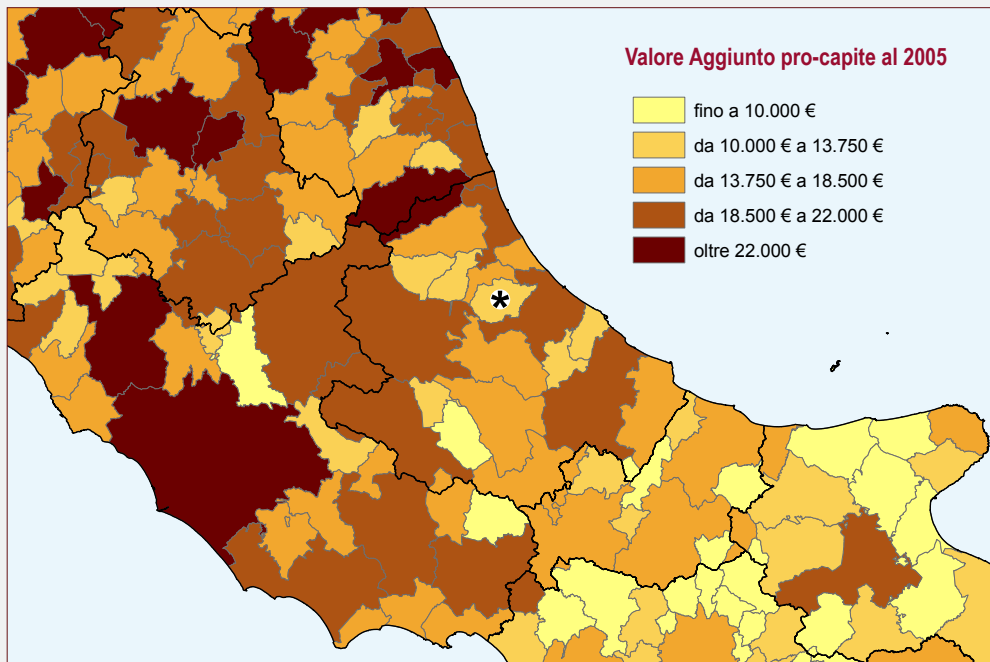 Valore Aggiunto pro-capite al 2005
fino a 10.000 €
da 10.000 € a 13.750 €
da 13.750 € a 18.500 €
da 18.500 € a 22.000 €
oltre 22.000 €
*